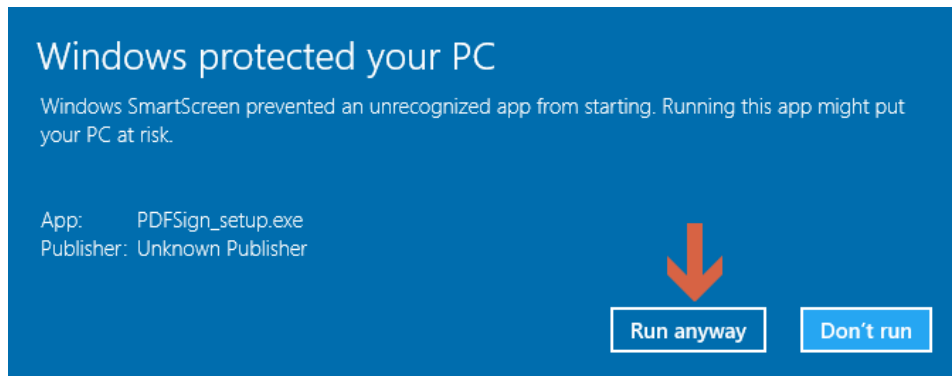 Windows protected your PC
Windows SmartScreen prevented an unrecognized app from starting. Running this app might put
your PC at risk.
App: PDFSign_setup.exe
Publisher: Unknown Publisher
Run anyway Don't run